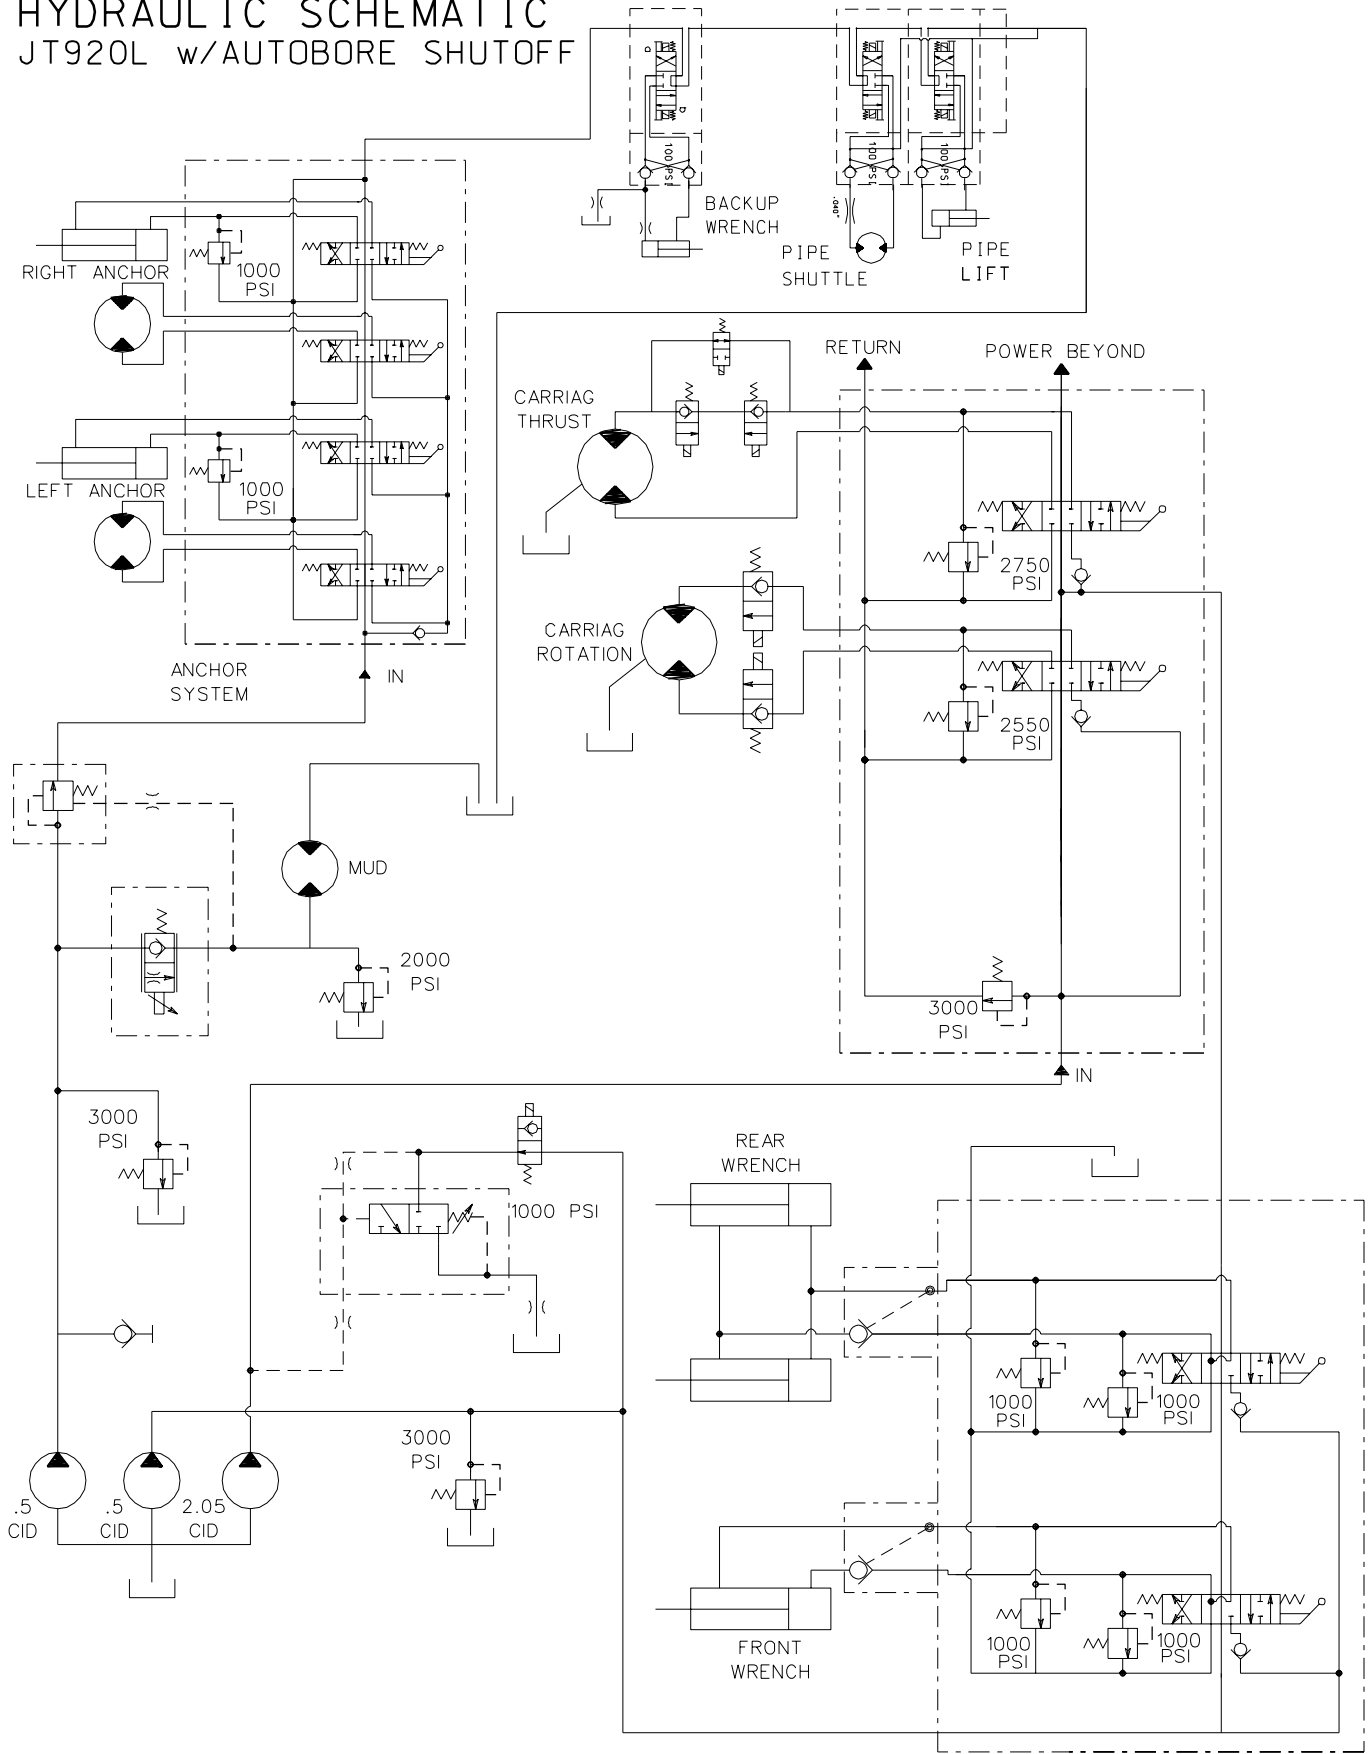 HYDRAULIC SCHEMATIC
JT920L w/AUTOBORE SHUTOFF
100 PSI
100 PSI
100 PSI
BACKUP
WRENCH
.040"
PIPE
SHUTTLE
PIPE
LIFT
RIGHT ANCHOR
1000
PSI
RETURN
POWER BEYOND
CARRIAG
THRUST
LEFT ANCHOR
1000
PSI
2750
PSI
CARRIAG
ROTATION
ANCHOR
SYSTEM
IN
2550
PSI
MUD
2000
PSI
3000
PSI
IN
3000
PSI
REAR
WRENCH
1000 PSI
1000
PSI
1000
PSI
3000
PSI
.5
CID
.5
CID
2.05
CID
FRONT
WRENCH
1000
PSI
1000
PSI